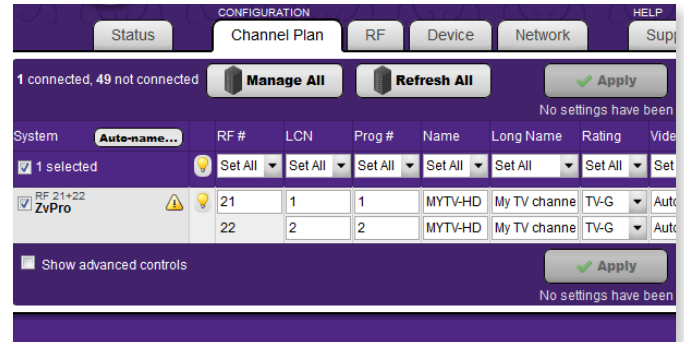 CONFIGURATION HELP
Status Channel Plan RF Device Network Supp
1 connected, 49 not connected Manage All Refresh All Apply
No settings have been
System Auto-name... RF # LCN Prog # Name Long Name Rating Vide
1 selected Set All Set All Set All Set All Set All Set All Set
RF 21+22
ZvPro 21 1 1 MYTV-HD My TV channe TV-G Auto
22 2 2 MYTV-HD My TV channe TV-G Auto
Show advanced controls Apply
No settings have been